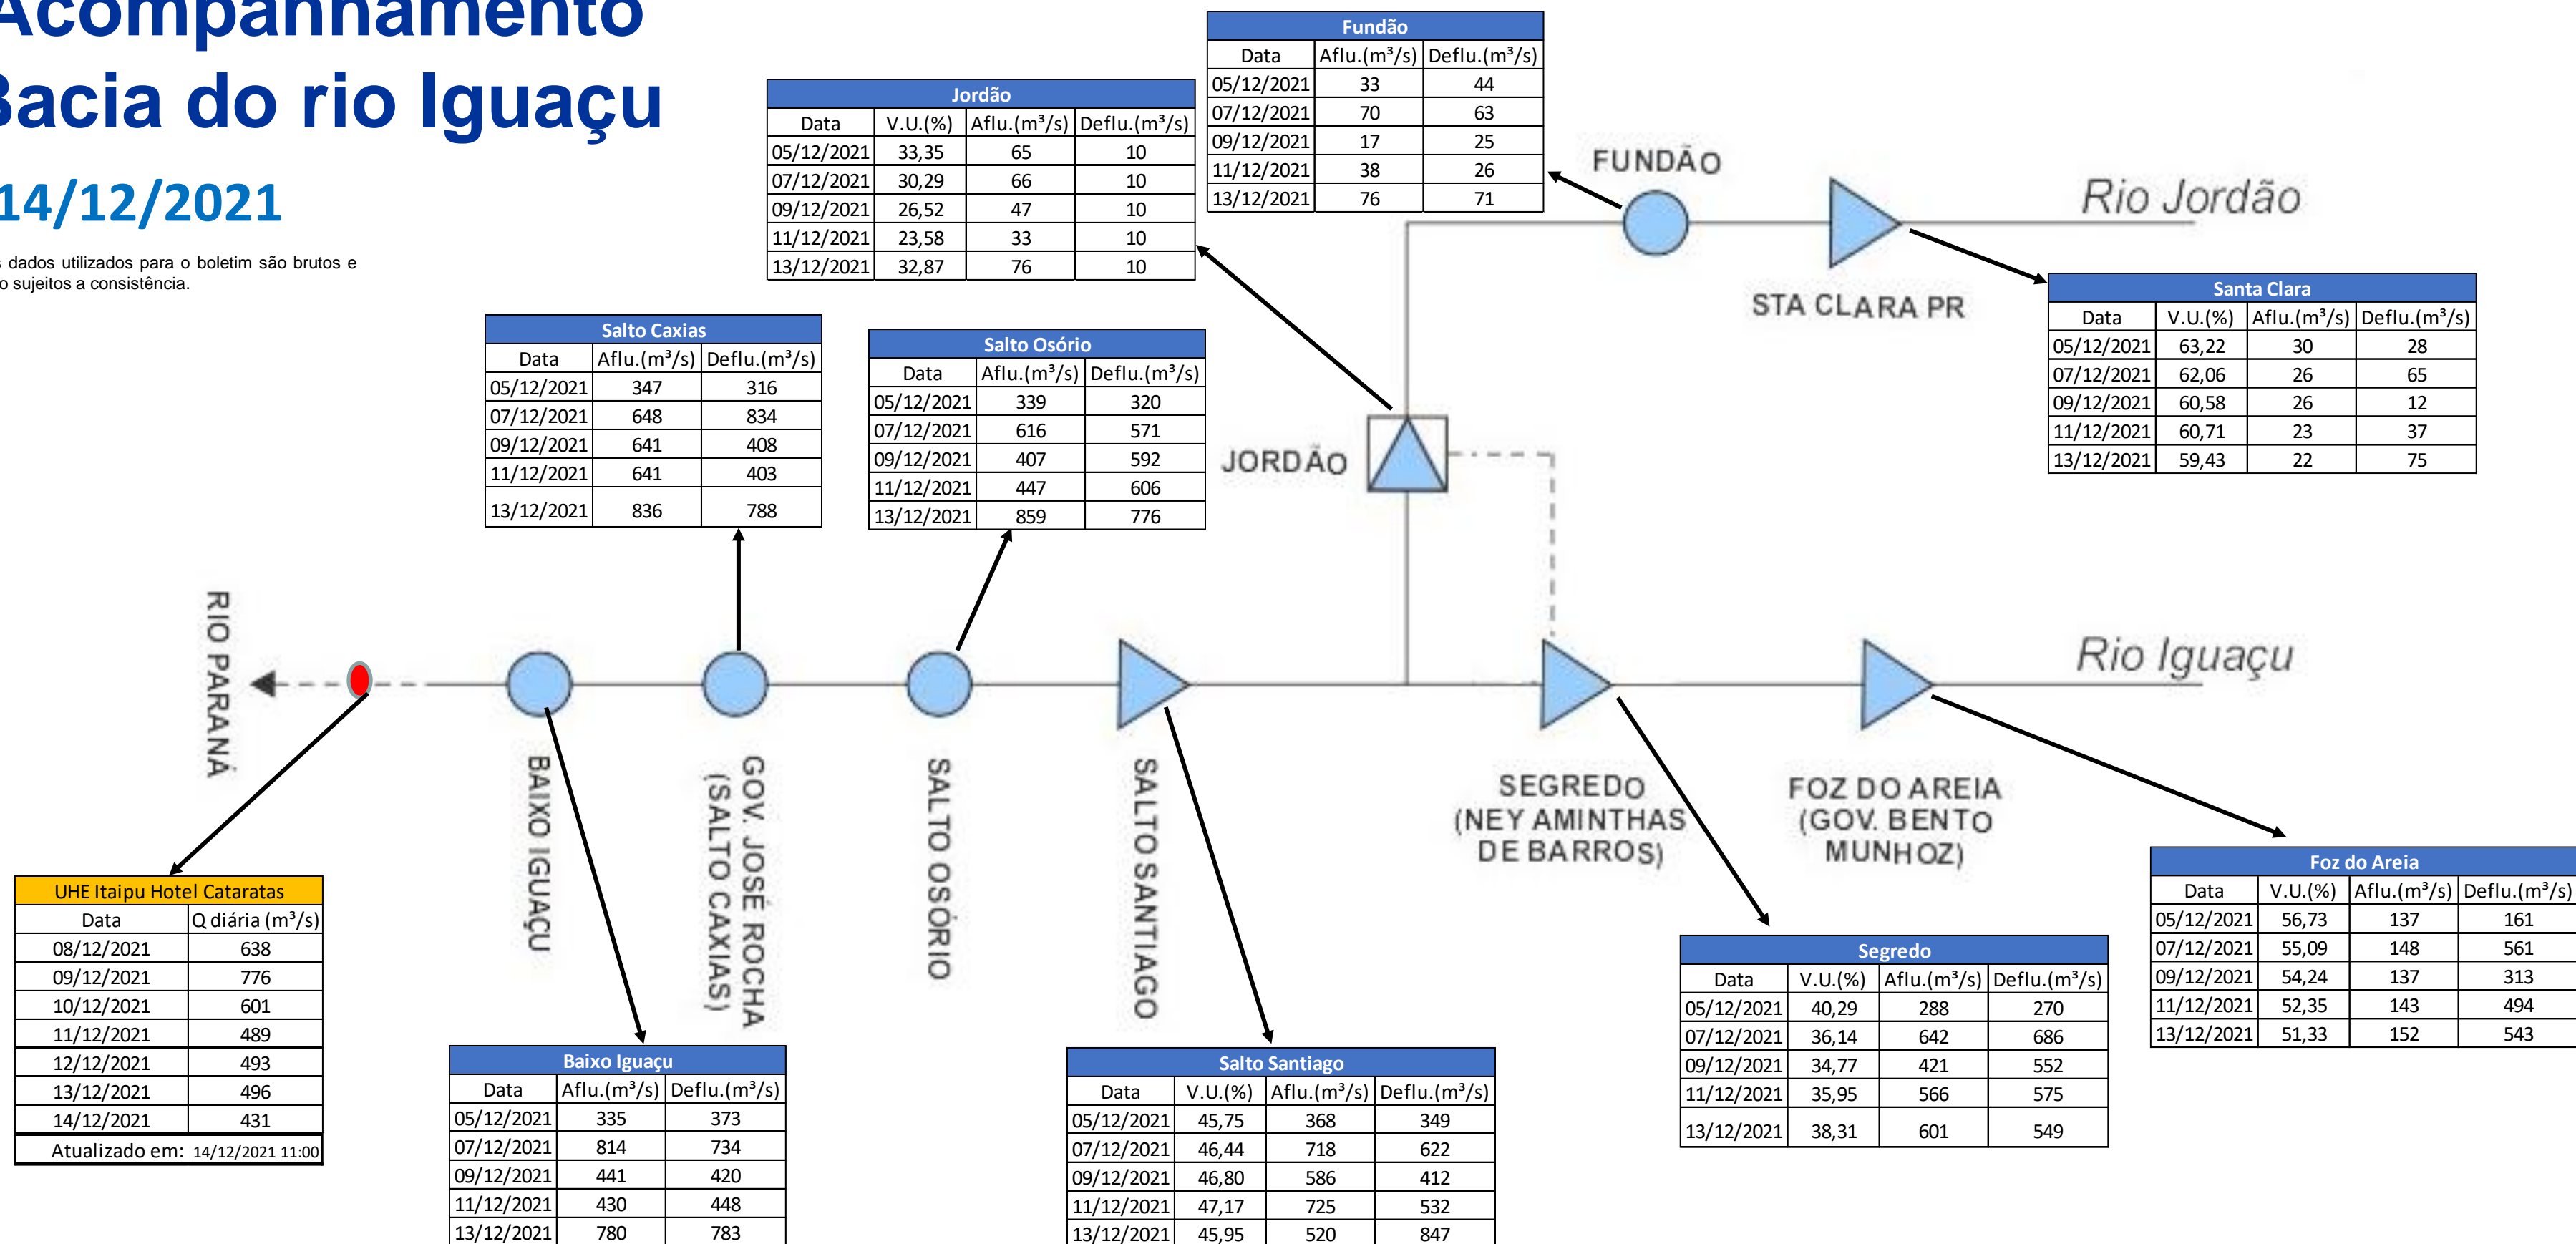 Acompanhamento
Bacia do rio Iguaçu
14/12/2021
s dados utilizados para o boletim são brutos e
o sujeitos a consistência.
Fundão
Data Aflu.(m³/s) Deflu.(m³/s)
05/12/2021 33 44
07/12/2021 70 63
09/12/2021 17 25
11/12/2021 38 26
13/12/2021 76 71
Jordão
Data V.U.(%) Aflu.(m³/s) Deflu.(m³/s)
05/12/2021 33,35 65 10
07/12/2021 30,29 66 10
09/12/2021 26,52 47 10
11/12/2021 23,58 33 10
13/12/2021 32,87 76 10
FUNDÃO
STA CLARA PR
Rio Jordão
Santa Clara
Data V.U.(%) Aflu.(m³/s) Deflu.(m³/s)
05/12/2021 63,22 30 28
07/12/2021 62,06 26 65
09/12/2021 60,58 26 12
11/12/2021 60,71 23 37
13/12/2021 59,43 22 75
Salto Caxias
Data Aflu.(m³/s) Deflu.(m³/s)
05/12/2021 347 316
07/12/2021 648 834
09/12/2021 641 408
11/12/2021 641 403
13/12/2021 836 788
Salto Osório
Data Aflu.(m³/s) Deflu.(m³/s)
05/12/2021 339 320
07/12/2021 616 571
09/12/2021 407 592
11/12/2021 447 606
13/12/2021 859 776
JORDÃO
Rio Iguaçu
RIO PARANÁ
BAIXO IGUAÇU
GOV. JOSÉ ROCHA
(SALTO CAXIAS)
SALTO OSÓRIO
SALTO SANTIAGO
SEGREDO
(NEY AMINTHAS
DE BARROS)
FOZ DO AREIA
(GOV. BENTO
MUNHOZ)
UHE Itaipu Hotel Cataratas
Data Q diária (m³/s)
08/12/2021 638
09/12/2021 776
10/12/2021 601
11/12/2021 489
12/12/2021 493
13/12/2021 496
14/12/2021 431
Atualizado em: 14/12/2021 11:00
Baixo Iguaçu
Data Aflu.(m³/s) Deflu.(m³/s)
05/12/2021 335 373
07/12/2021 814 734
09/12/2021 441 420
11/12/2021 430 448
13/12/2021 780 783
Salto Santiago
Data V.U.(%) Aflu.(m³/s) Deflu.(m³/s)
05/12/2021 45,75 368 349
07/12/2021 46,44 718 622
09/12/2021 46,80 586 412
11/12/2021 47,17 725 532
13/12/2021 45,95 520 847
Segredo
Data V.U.(%) Aflu.(m³/s) Deflu.(m³/s)
05/12/2021 40,29 288 270
07/12/2021 36,14 642 686
09/12/2021 34,77 421 552
11/12/2021 35,95 566 575
13/12/2021 38,31 601 549
Foz do Areia
Data V.U.(%) Aflu.(m³/s) Deflu.(m³/s)
05/12/2021 56,73 137 161
07/12/2021 55,09 148 561
09/12/2021 54,24 137 313
11/12/2021 52,35 143 494
13/12/2021 51,33 152 543